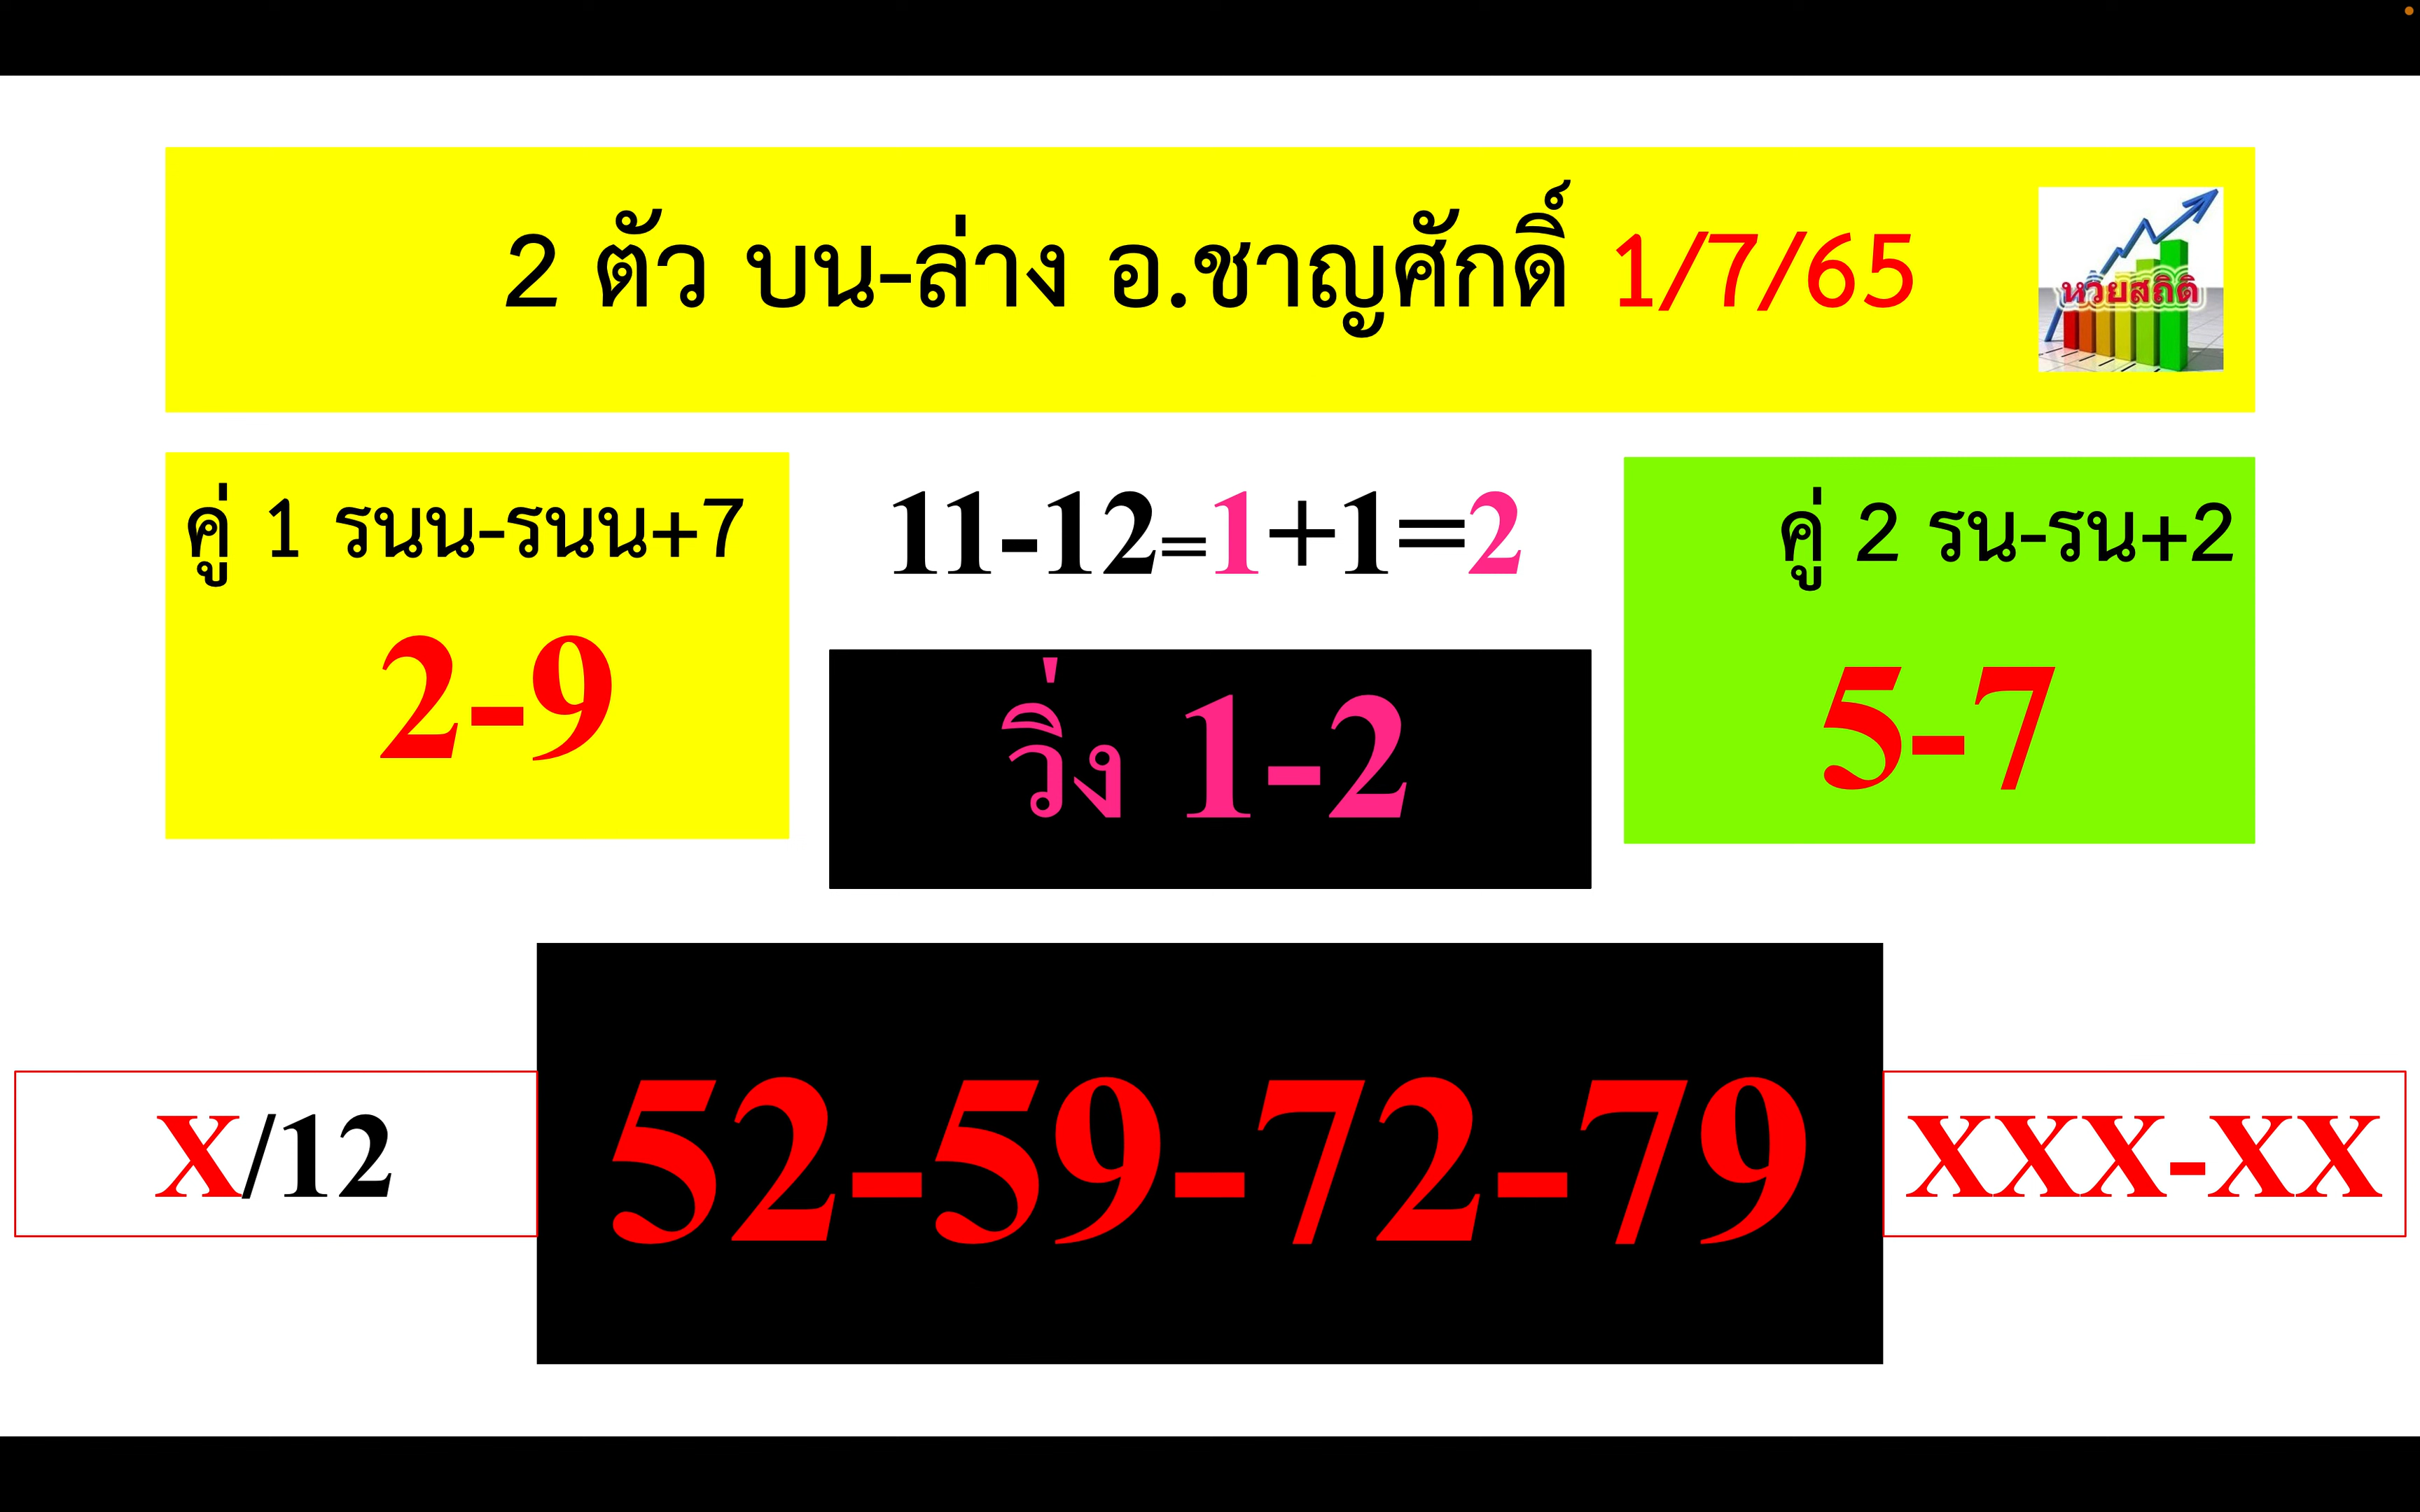 2 ตัว บน-ล่าง อ.ชาญศักดิ์ 1/7/65
หวยสถิติ
คู่ 1 รนน-รนน+7
2-9
11-12=1+1=2
วิ่ง 1-2
คู่ 2 รน-รน+2
5-7
X/12
52-59-72-79
XXX-XX